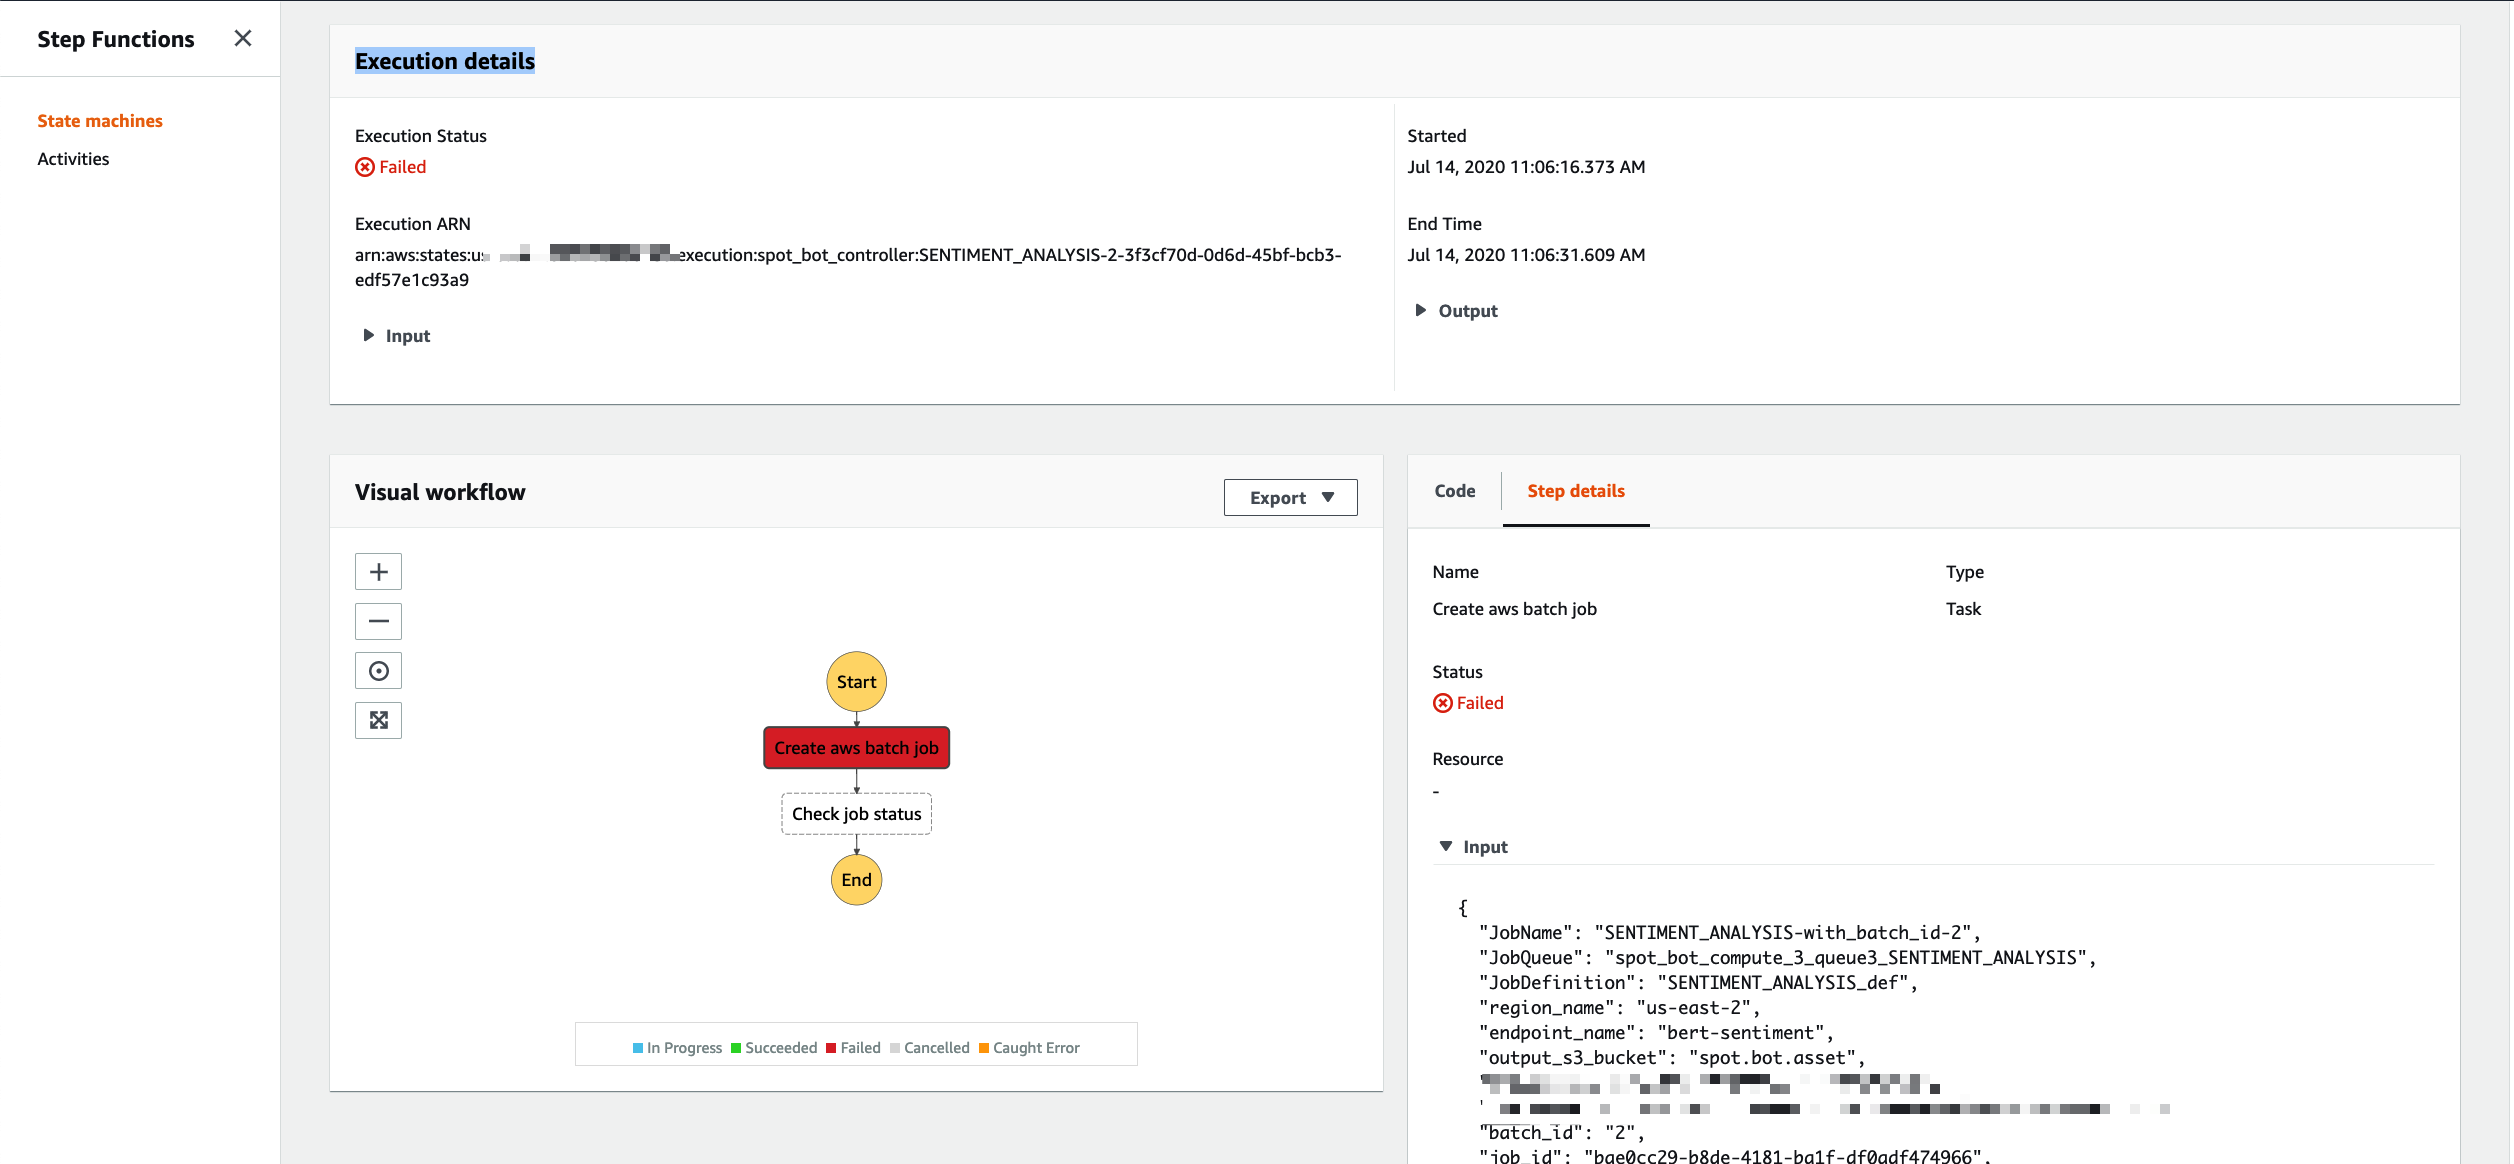 Step Functions
State machines
Activities
Execution details
Execution Status
Failed
Execution ARN
arn:aws:states:us execution:spot_bot_controller:SENTIMENT_ANALYSIS-2-3f3cf70d-0d6d-45bf-bcb3-
edf57e1c93a9
Input
Started
Jul 14, 2020 11:06:16.373 AM
End Time
Jul 14, 2020 11:06:31.609 AM
Output
Visual workflow
Export
Start
Create aws batch job
Check job status
End
In Progress Succeeded Failed Cancelled Caught Error
Code Step details
Name Type
Create aws batch job Task
Status
Failed
Resource
-
Input
{
"JobName": "SENTIMENT_ANALYSIS-with_batch_id-2",
"JobQueue": "spot_bot_compute_3_queue3_SENTIMENT_ANALYSIS",
"JobDefinition": "SENTIMENT_ANALYSIS_def",
"region_name": "us-east-2",
"endpoint_name": "bert-sentiment",
"output_s3_bucket": "spot.bot.asset",
"batch_id": "2",
"job_id": "bae0cc29-b8de-4181-ba1f-df0adf474966",